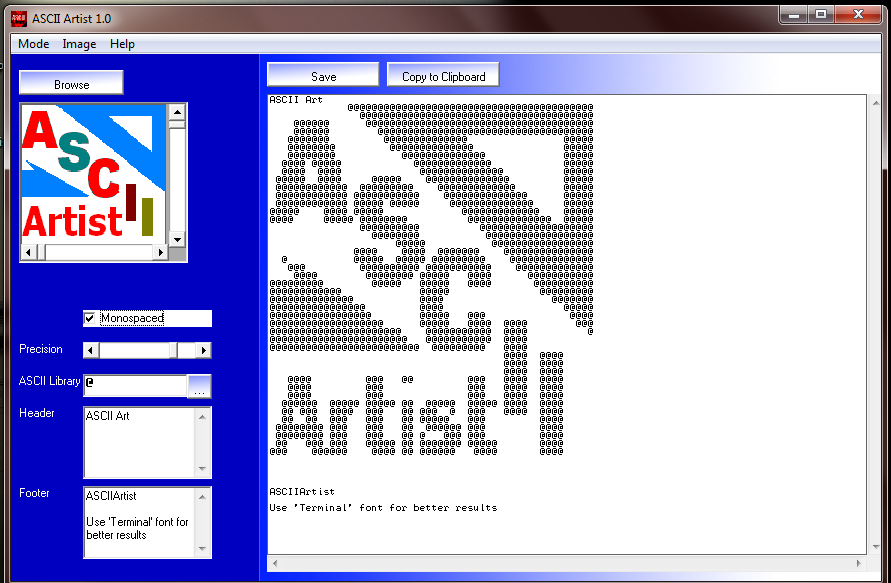 ASCII Artist 1.0
Mode Image Help
Browse
Save
Copy to Clipboard
ASCII
Artist
Monospaced
Precision
ASCII Library
@
...
Header
ASCII Art
Footer
ASCIIArtist
Use 'Terminal' font for
better results
ASCII Art
ASCII
Artist
ASCIIArtist
Use 'Terminal' font for better results